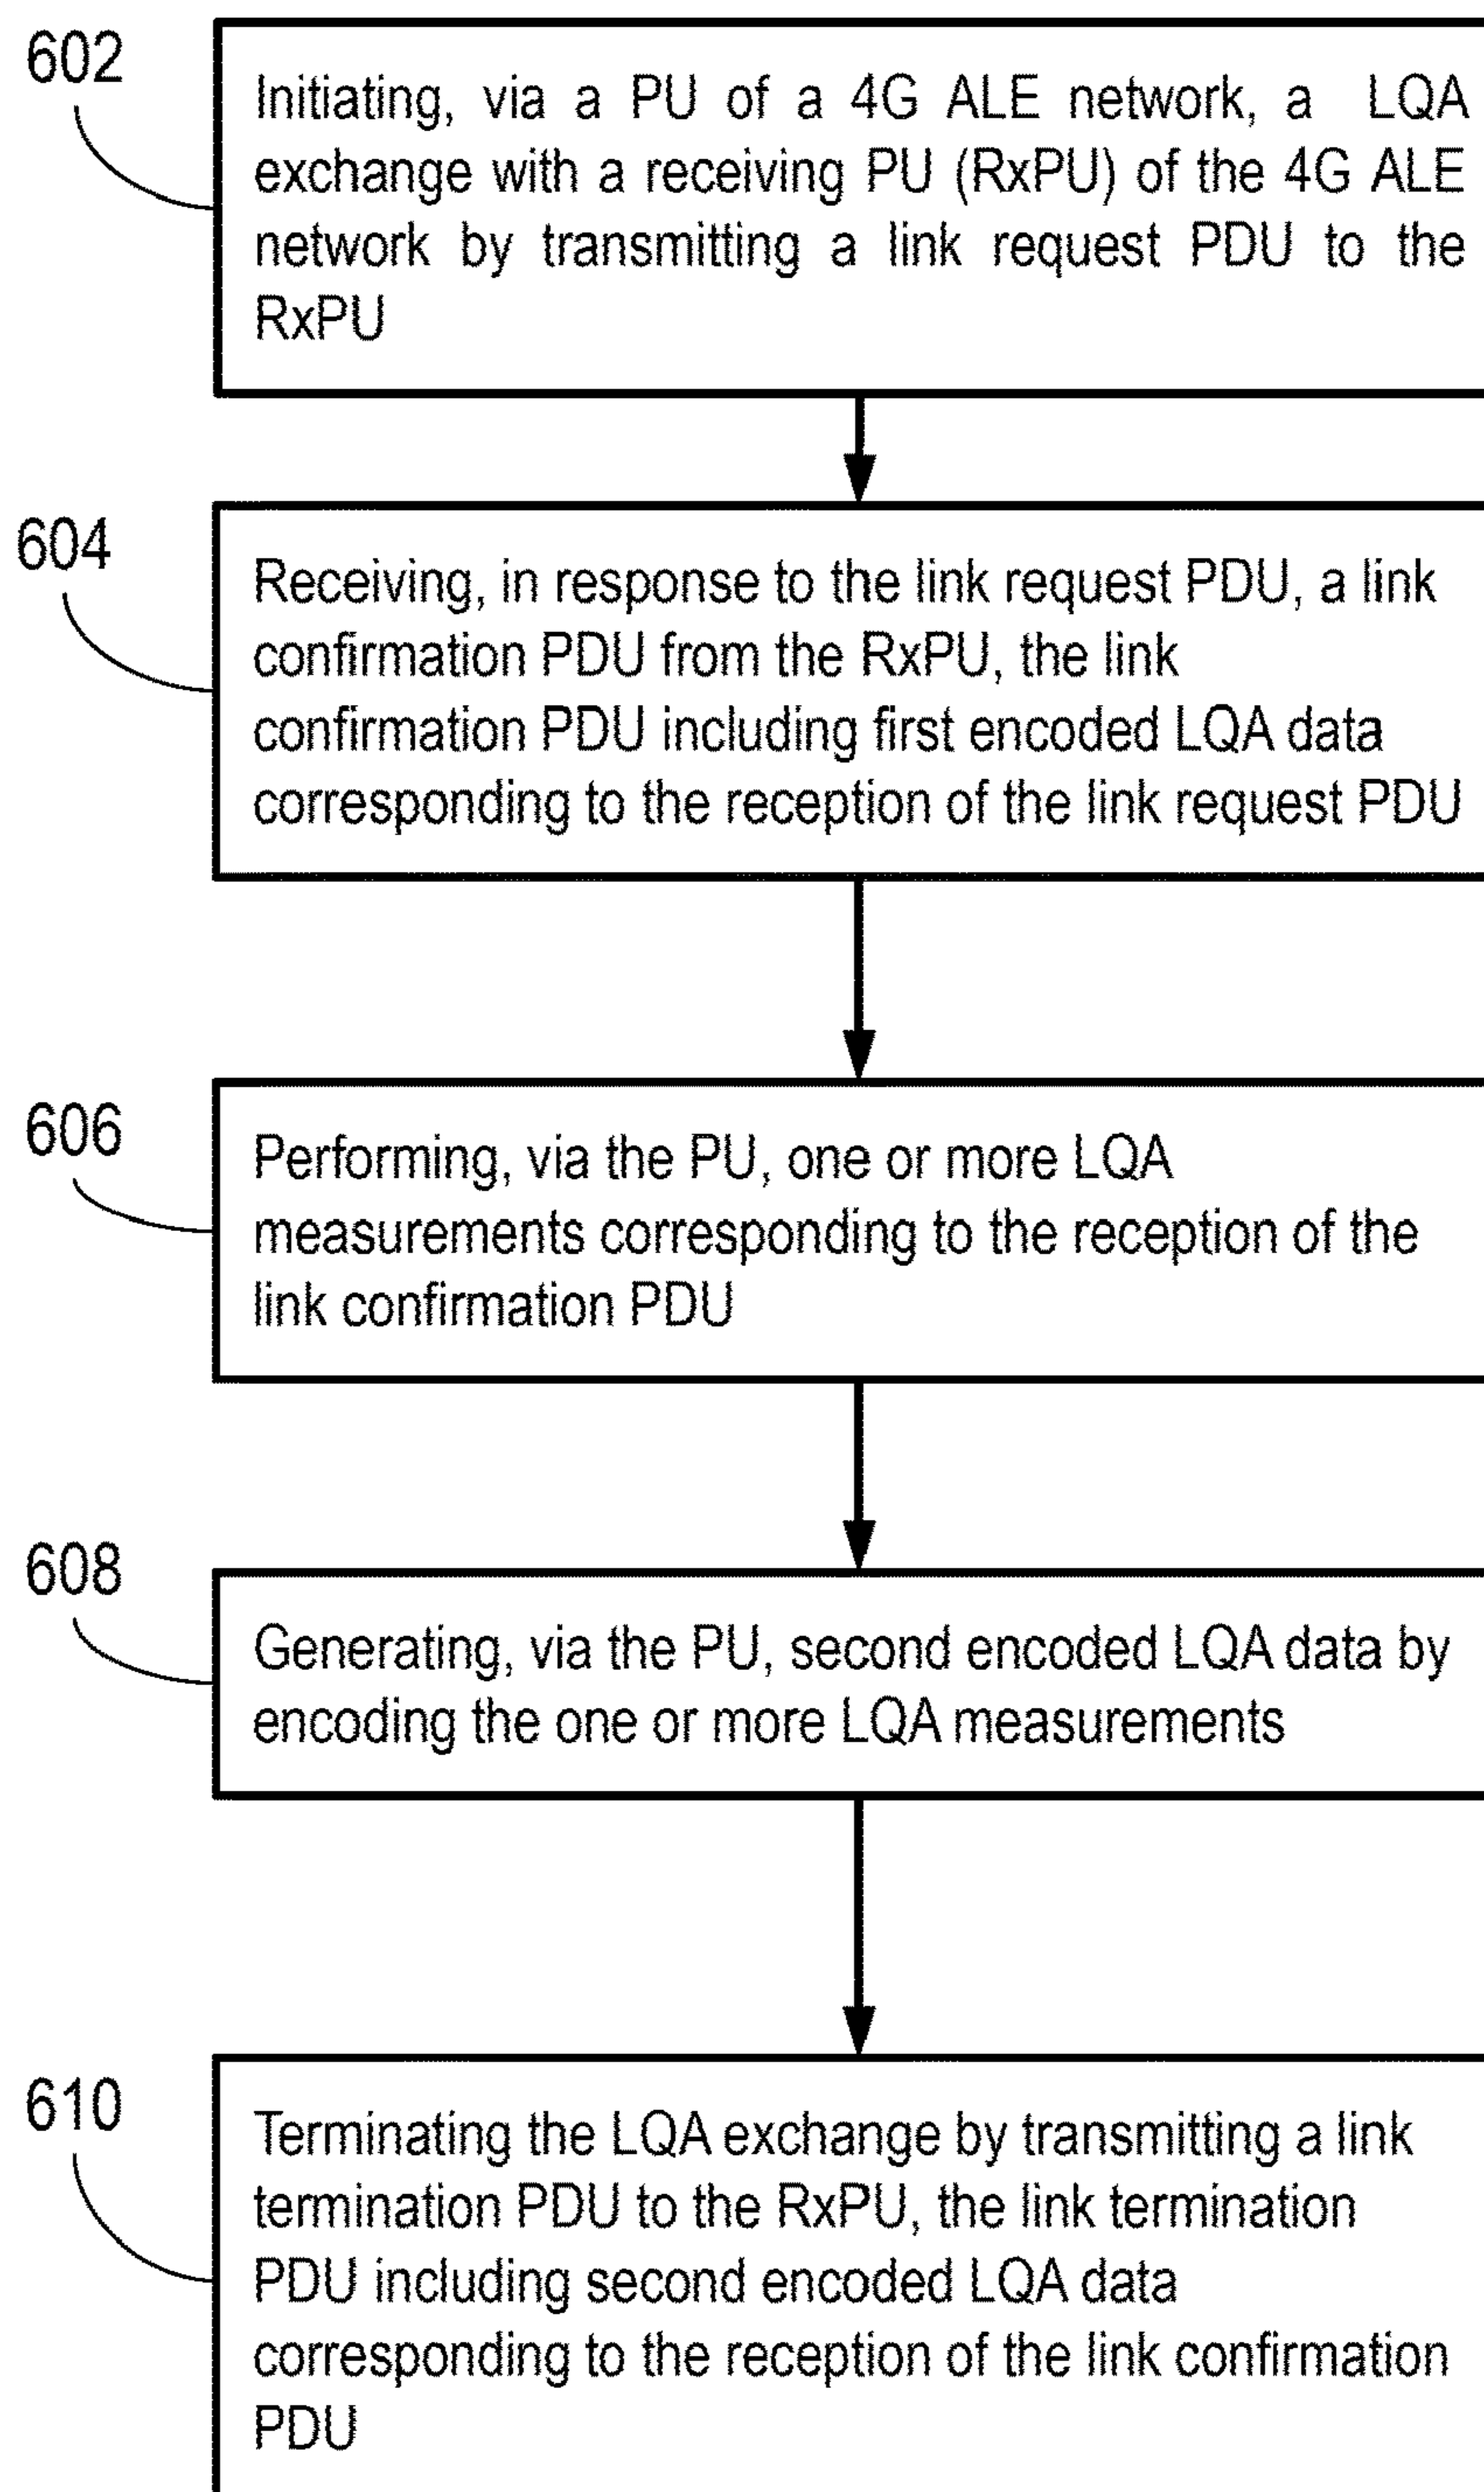 602
Initiating, via a PU of a 4G ALE network, a LQA
exchange with a receiving PU (RxPU) of the 4G ALE
network by transmitting a link request PDU to the
RxPU
604
Receiving, in response to the link request PDU, a link
confirmation PDU from the RxPU, the link
confirmation PDU including first encoded LQA data
corresponding to the reception of the link request PDU
606
Performing, via the PU, one or more LQA
measurements corresponding to the reception of the
link confirmation PDU
608
Generating, via the PU, second encoded LQA data by
encoding the one or more LQA measurements
610
Terminating the LQA exchange by transmitting a link
termination PDU to the RxPU, the link termination
PDU including second encoded LQA data
corresponding to the reception of the link confirmation
PDU